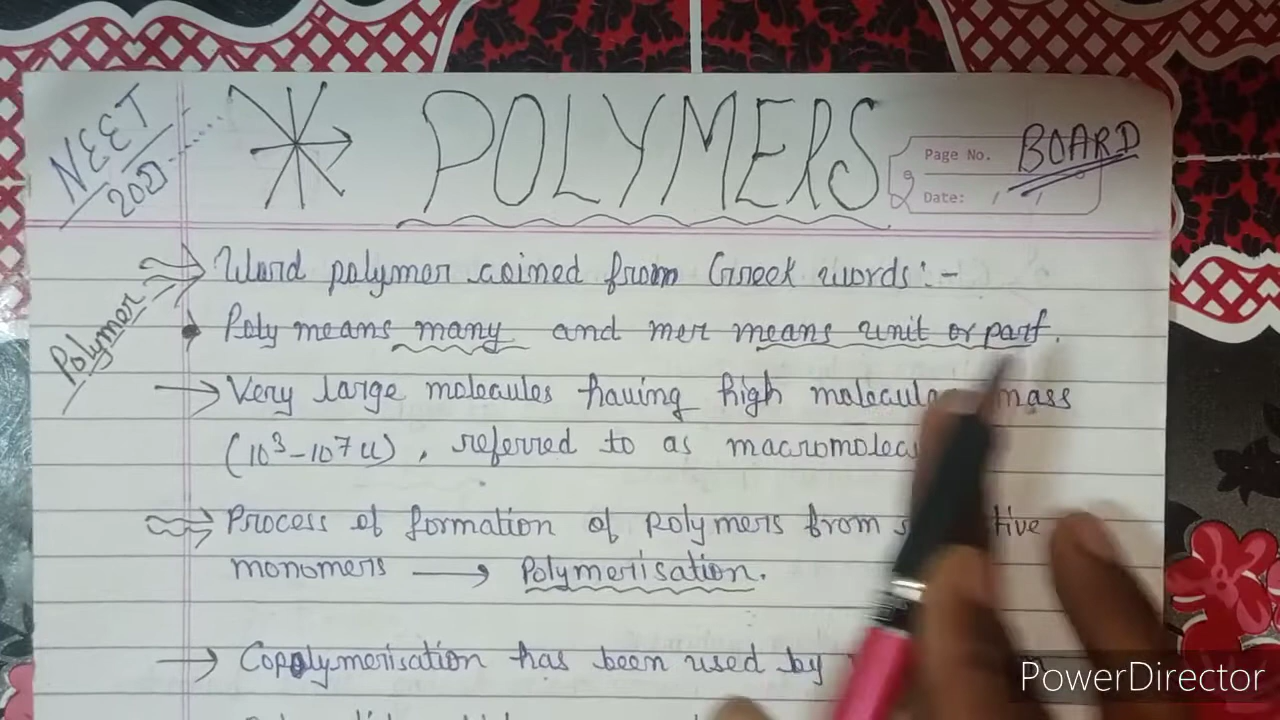 NEET
2021
POLYMERS
Page No.
BOARD
Date: / /
Polymer
Word polymer coined from Greek words:-
Poly means many and mer means unit or part.
→ Very large molecules having high mass
(10³-10⁷u), referred to as
⇒ Process of formation of Polymers from
monomers → Polymerisation.
→ Copolymerisation has been used by
PowerDirector